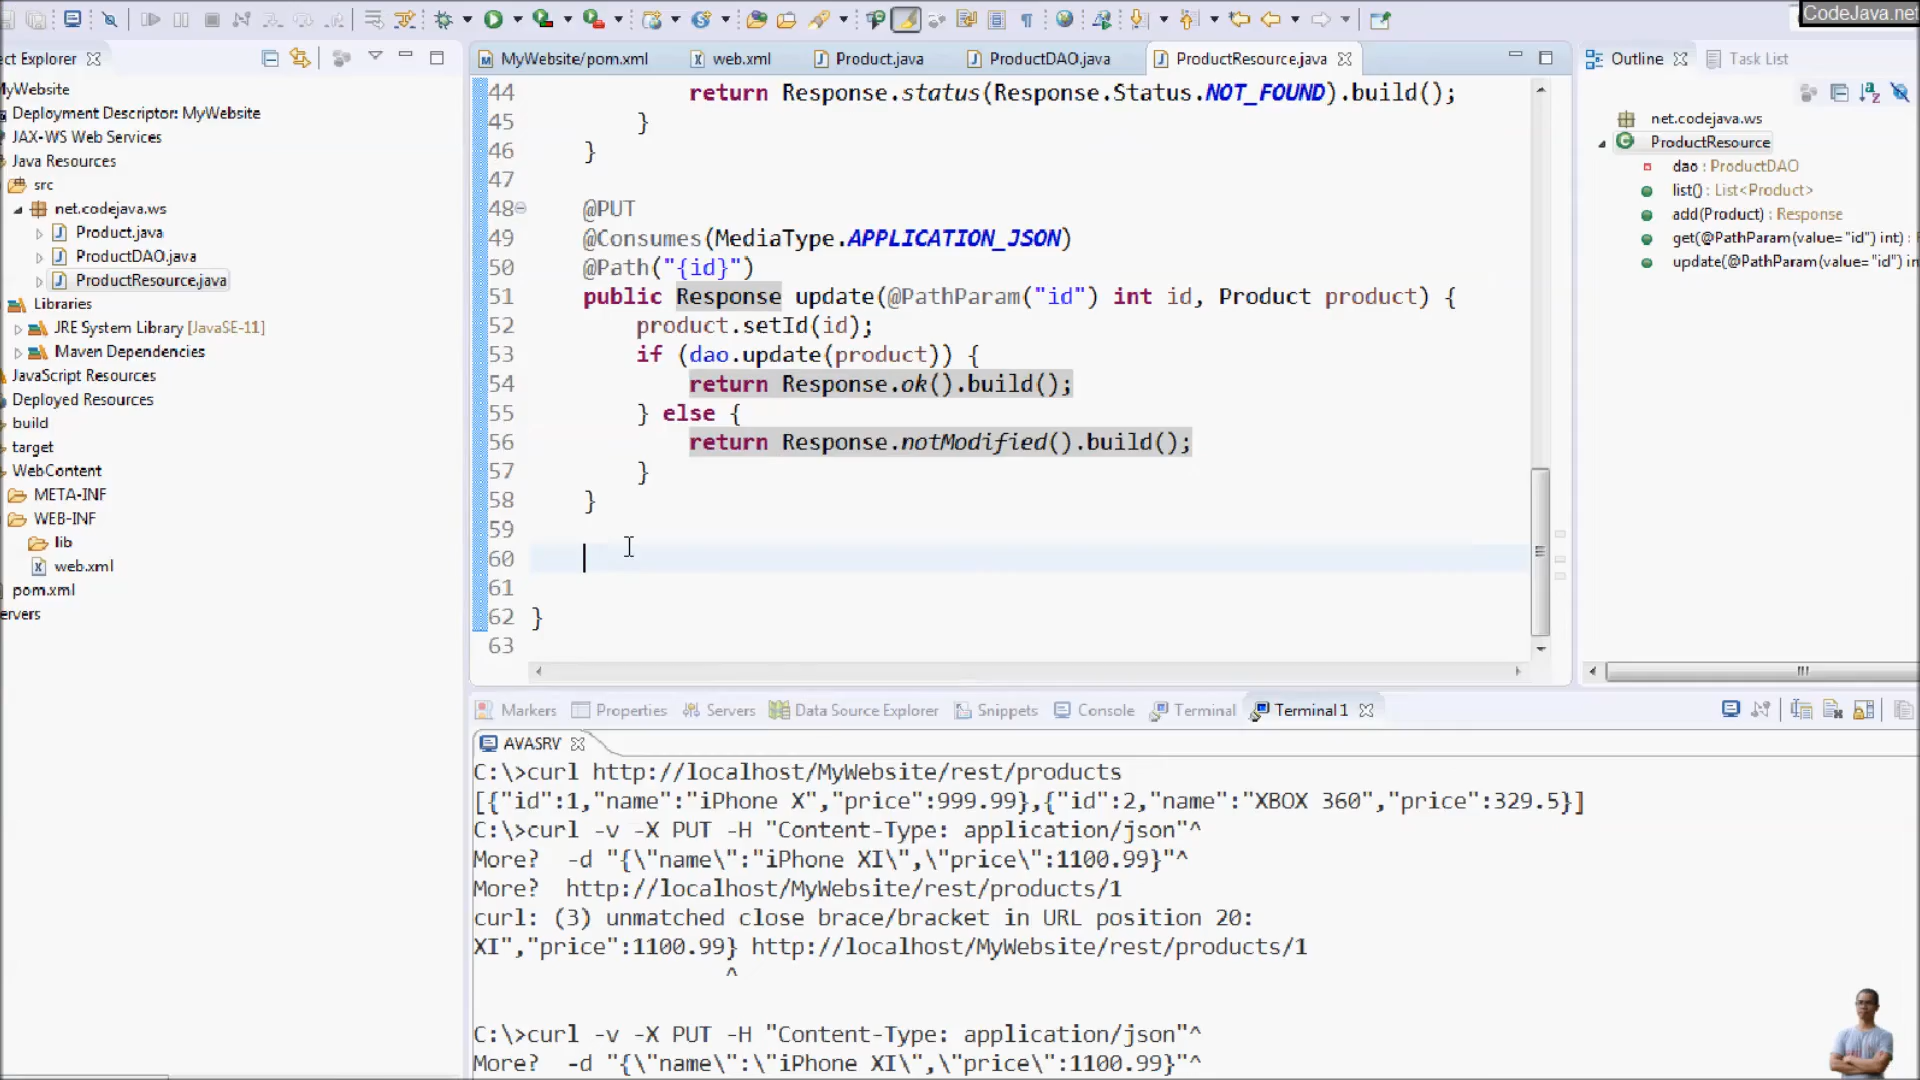 CodeJava.net
ect Explorer
MyWebsite/pom.xml
web.xml
Product.java
ProductDAO.java
ProductResource.java
Outline
Task List
MyWebsite
Deployment Descriptor: MyWebsite
JAX-WS Web Services
Java Resources
src
net.codejava.ws
Product.java
ProductDAO.java
ProductResource.java
Libraries
JRE System Library [JavaSE-11]
Maven Dependencies
JavaScript Resources
Deployed Resources
build
target
WebContent
META-INF
WEB-INF
lib
web.xml
pom.xml
ervers
44 return Response.status(Response.Status.NOT_FOUND).build();
45 }
46 }
47
48 @PUT
49 @Consumes(MediaType.APPLICATION_JSON)
50 @Path("{id}")
51 public Response update(@PathParam("id") int id, Product product) {
52 product.setId(id);
53 if (dao.update(product)) {
54 return Response.ok().build();
55 } else {
56 return Response.notModified().build();
57 }
58 }
59
60
61
62 }
63
net.codejava.ws
ProductResource
dao : ProductDAO
list() : List<Product>
add(Product) : Response
get(@PathParam(value="id") int) :
update(@PathParam(value="id") in
Markers
Properties
Servers
Data Source Explorer
Snippets
Console
Terminal
Terminal 1
AVASRV
C:\>curl http://localhost/MyWebsite/rest/products
[{"id":1,"name":"iPhone X","price":999.99},{"id":2,"name":"XBOX 360","price":329.5}]
C:\>curl -v -X PUT -H "Content-Type: application/json"^
More?  -d "{\"name\":"iPhone XI\",\"price\":1100.99}"^
More?  http://localhost/MyWebsite/rest/products/1
curl: (3) unmatched close brace/bracket in URL position 20:
XI","price":1100.99} http://localhost/MyWebsite/rest/products/1
^
C:\>curl -v -X PUT -H "Content-Type: application/json"^
More?  -d "{\"name\":\"iPhone XI\",\"price\":1100.99}"^